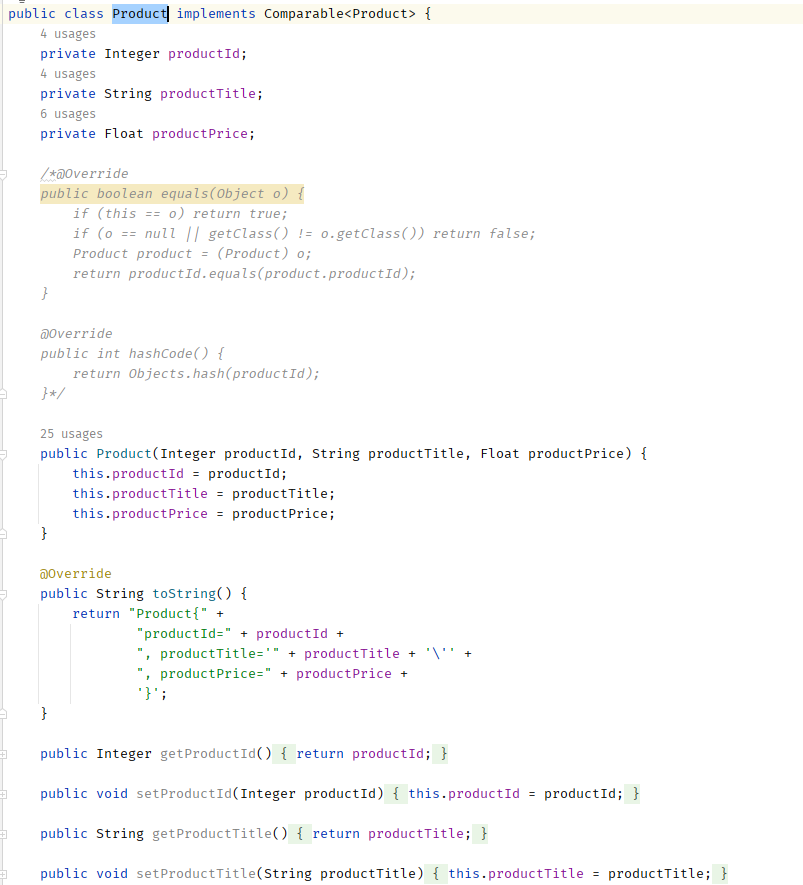 public class Product implements Comparable<Product> {
4 usages
private Integer productId;
4 usages
private String productTitle;
6 usages
private Float productPrice;
/*@Override
public boolean equals(Object o) {
if (this == o) return true;
if (o == null || getClass() != o.getClass()) return false;
Product product = (Product) o;
return productId.equals(product.productId);
}
@Override
public int hashCode() {
return Objects.hash(productId);
}*/
25 usages
public Product(Integer productId, String productTitle, Float productPrice) {
this.productId = productId;
this.productTitle = productTitle;
this.productPrice = productPrice;
}
@Override
public String toString() {
return "Product{" +
"productId=" + productId +
", productTitle='" + productTitle + '\'' +
", productPrice=" + productPrice +
'}';
}
public Integer getProductId() { return productId; }
public void setProductId(Integer productId) { this.productId = productId; }
public String getProductTitle() { return productTitle; }
public void setProductTitle(String productTitle) { this.productTitle = productTitle; }